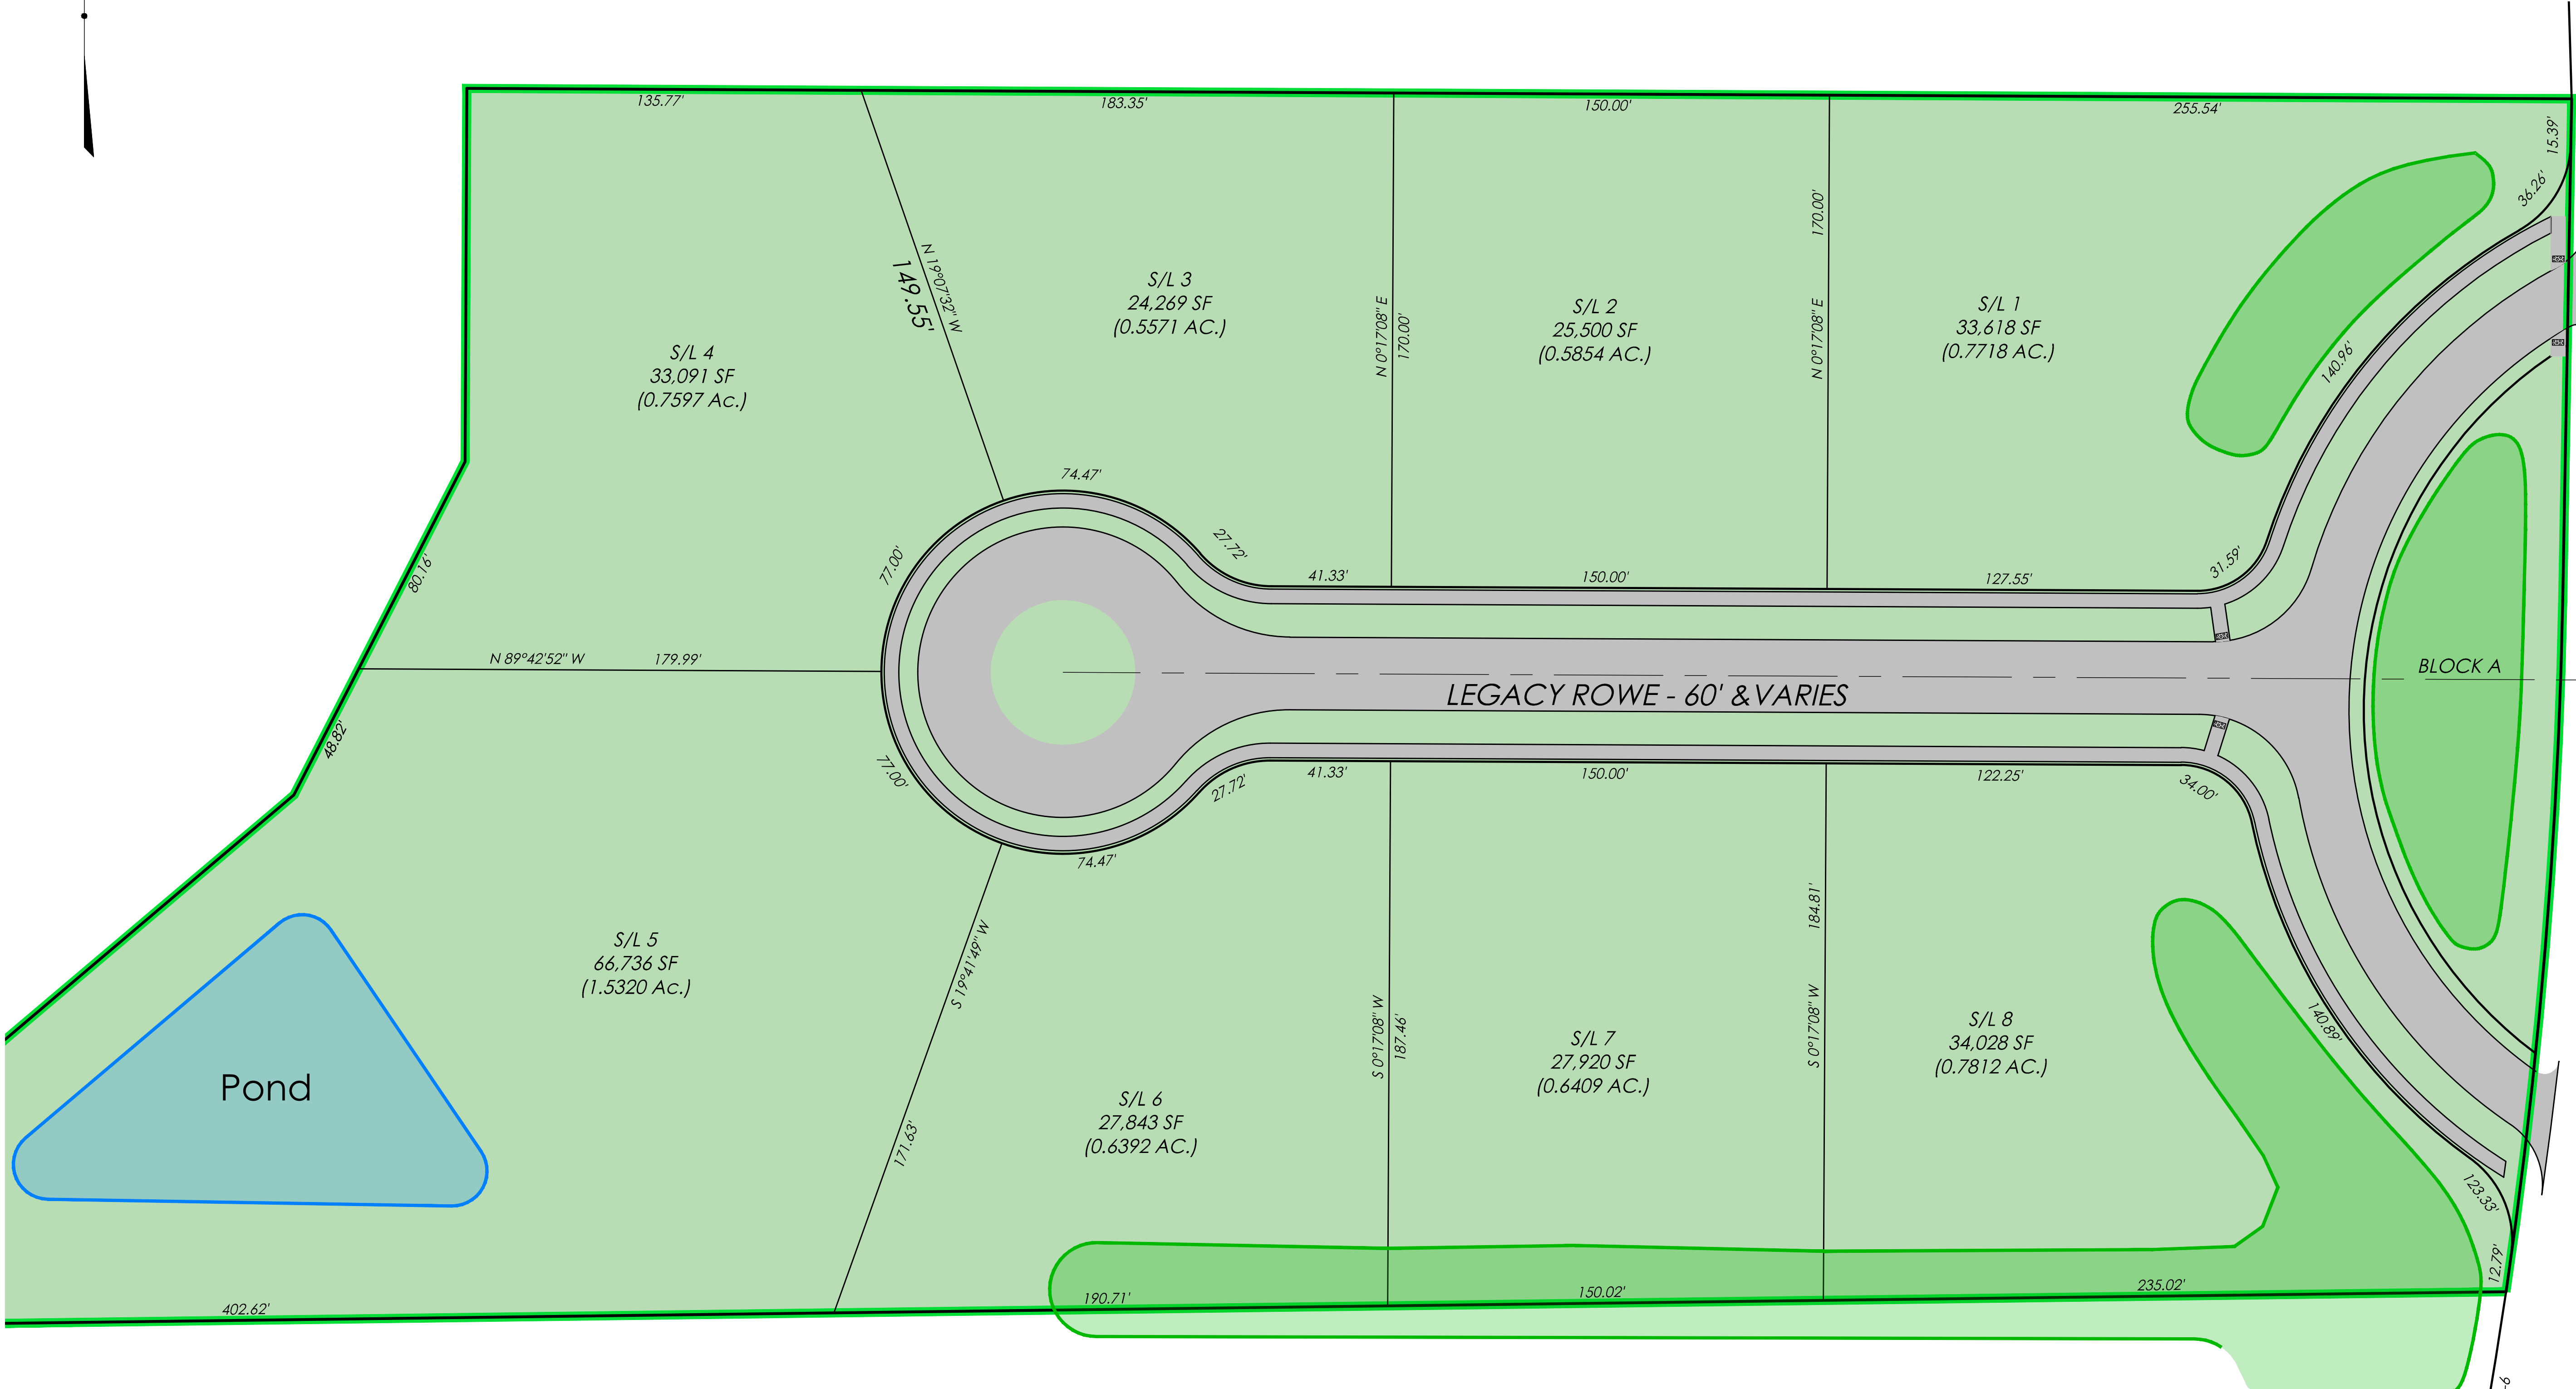 135.77'
183.35'
150.00'
255.54'
15.39'
36.26'
N 19°07'32" W
149.55'
170.00'
N 0°17'08" E
170.00'
N 0°17'08" E
S/L 4
33,091 SF
(0.7597 Ac.)
S/L 3
24,269 SF
(0.5571 AC.)
S/L 2
25,500 SF
(0.5854 AC.)
S/L 1
33,618 SF
(0.7718 AC.)
140.96'
74.47'
77.00'
27.72'
41.33'
150.00'
127.55'
31.59'
80.16'
N 89°42'52" W 179.99'
48.82'
LEGACY ROWE - 60' &VARIES
BLOCK A
77.00'
74.47'
27.72'
41.33'
150.00'
122.25'
34.00'
S/L 5
66,736 SF
(1.5320 Ac.)
Pond
S 19°41'49" W
171.63'
S/L 6
27,843 SF
(0.6392 AC.)
S 0°17'08" W
187.46'
S/L 7
27,920 SF
(0.6409 AC.)
184.81'
S 0°17'08" W
S/L 8
34,028 SF
(0.7812 AC.)
140.89'
123.33'
12.79'
402.62'
190.71'
150.02'
235.02'